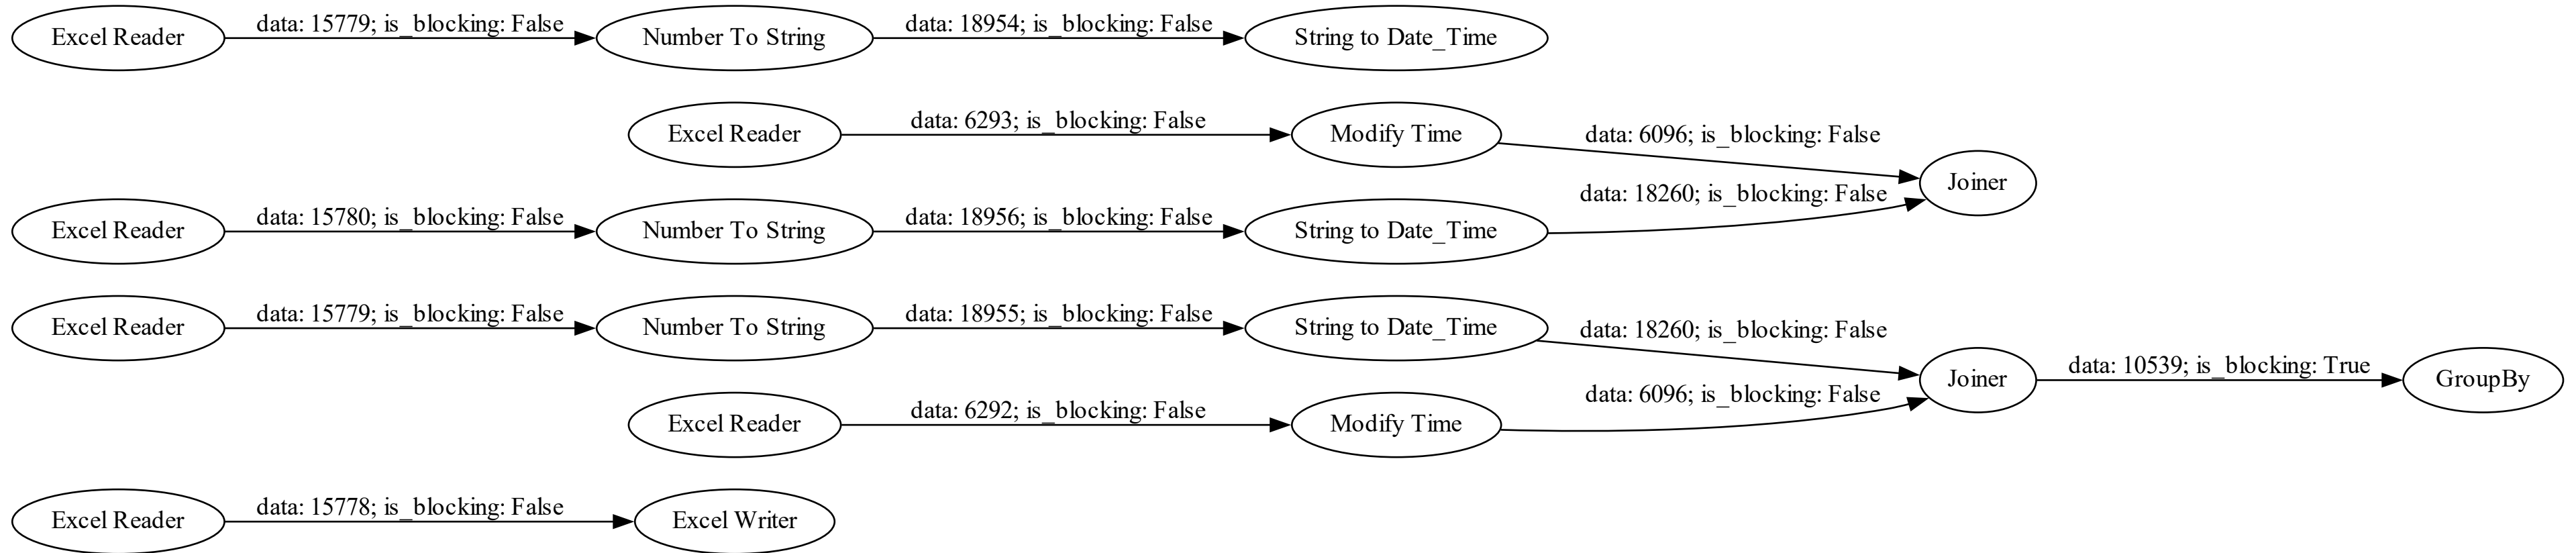 Excel Reader data: 15779; is_blocking: False Number To String data: 18954; is_blocking: False String to Date_Time
Excel Reader data: 6293; is_blocking: False Modify Time data: 6096; is_blocking: False
Joiner
Excel Reader data: 15780; is_blocking: False Number To String data: 18956; is_blocking: False String to Date_Time data: 18260; is_blocking: False
Excel Reader data: 15779; is_blocking: False Number To String data: 18955; is_blocking: False String to Date_Time data: 18260; is_blocking: False
Joiner data: 10539; is_blocking: True GroupBy
Excel Reader data: 6292; is_blocking: False Modify Time data: 6096; is_blocking: False
Excel Reader data: 15778; is_blocking: False Excel Writer